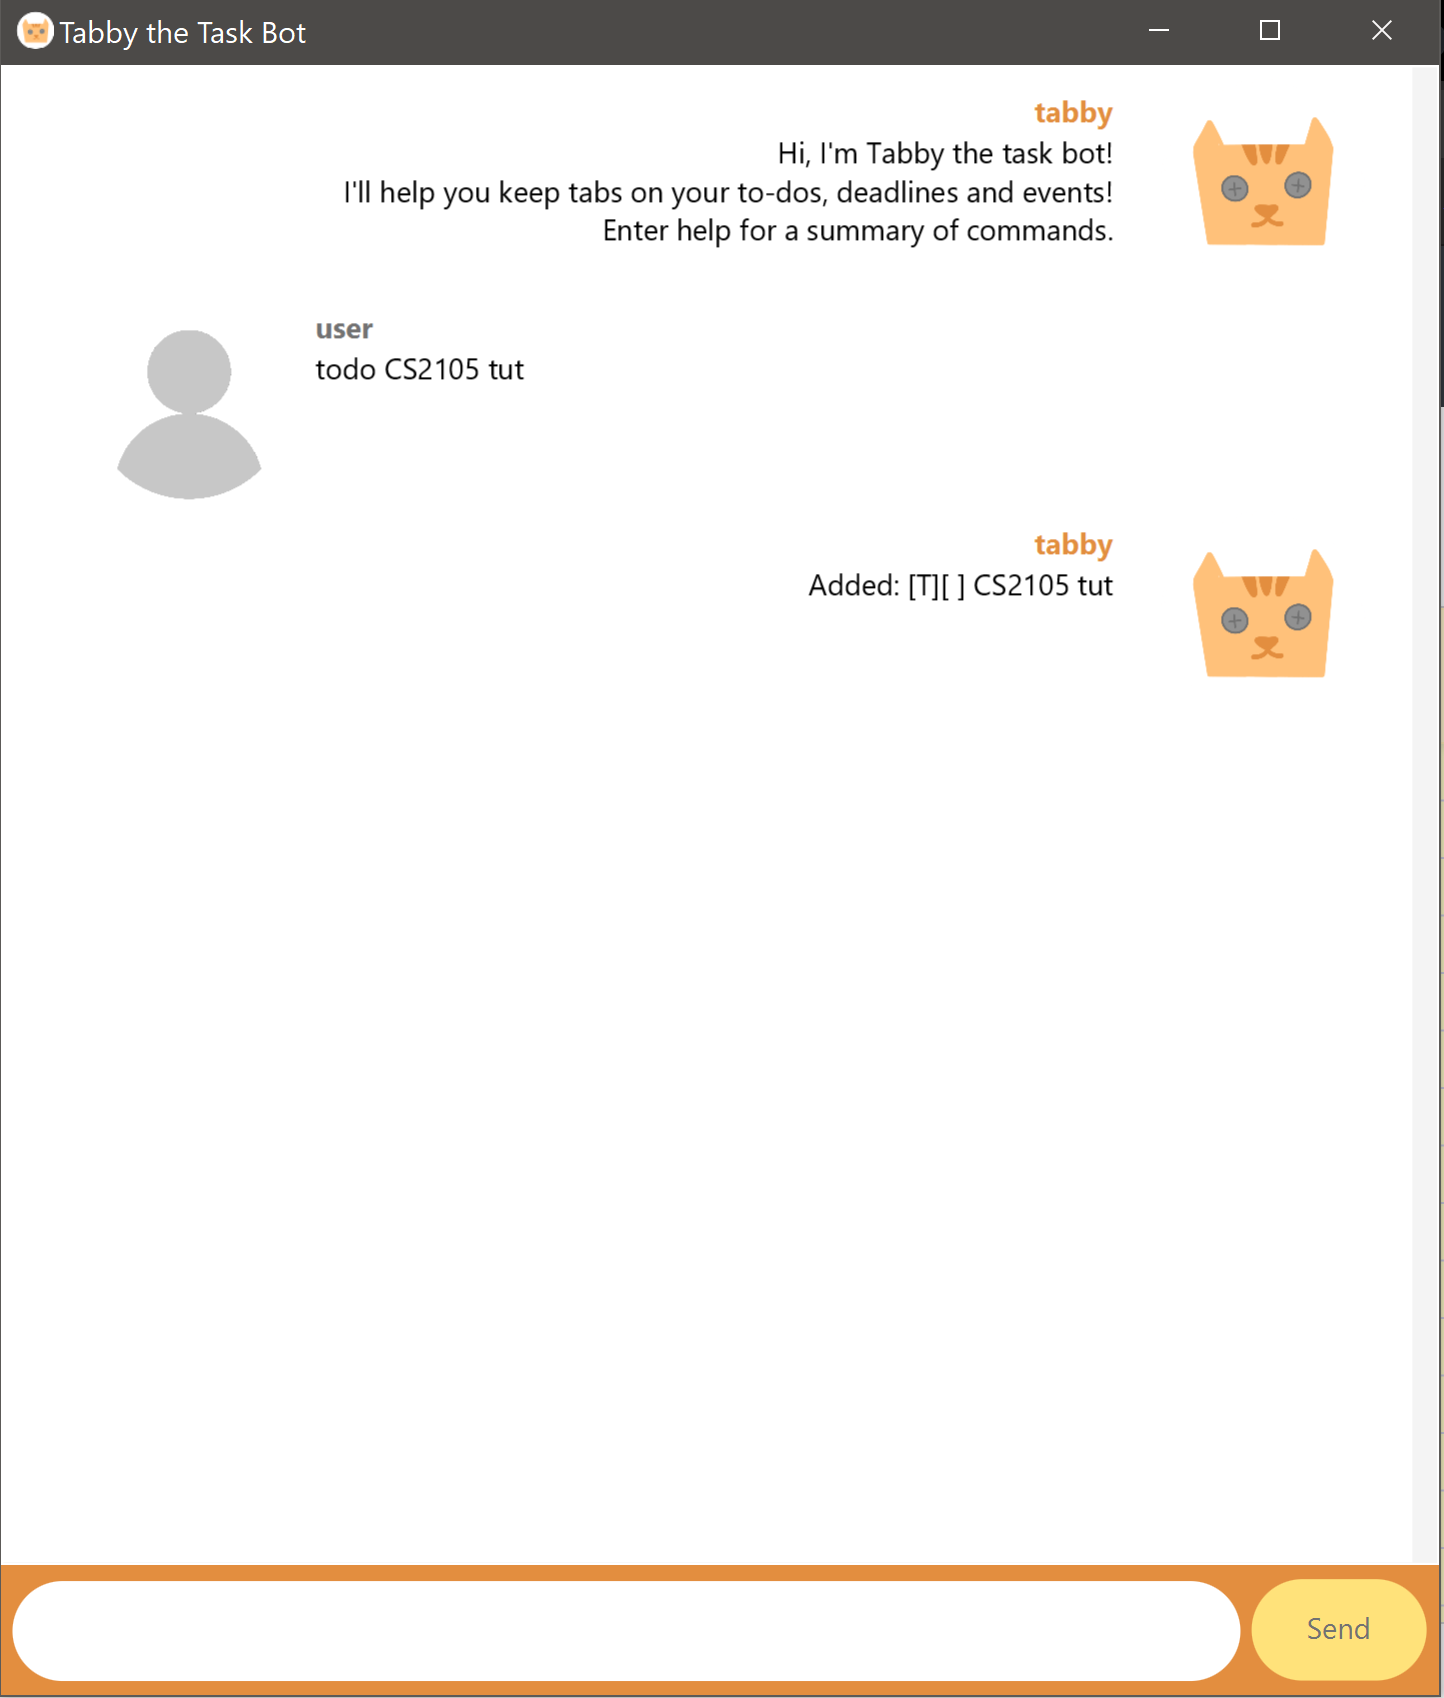 Tabby the Task Bot
tabby
Hi, I'm Tabby the task bot!
I'll help you keep tabs on your to-dos, deadlines and events!
Enter help for a summary of commands.
user
todo CS2105 tut
tabby
Added: [T][ ] CS2105 tut
Send